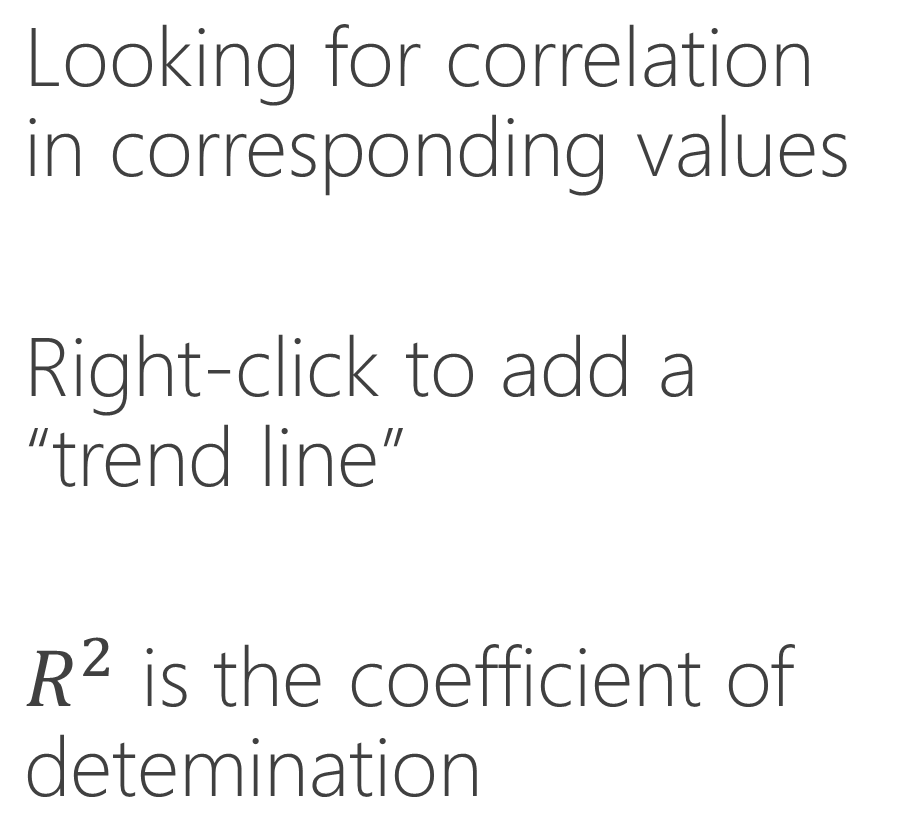 Looking for correlation
in corresponding values
Right-click to add a
“trend line”
R² is the coefficient of
detemination